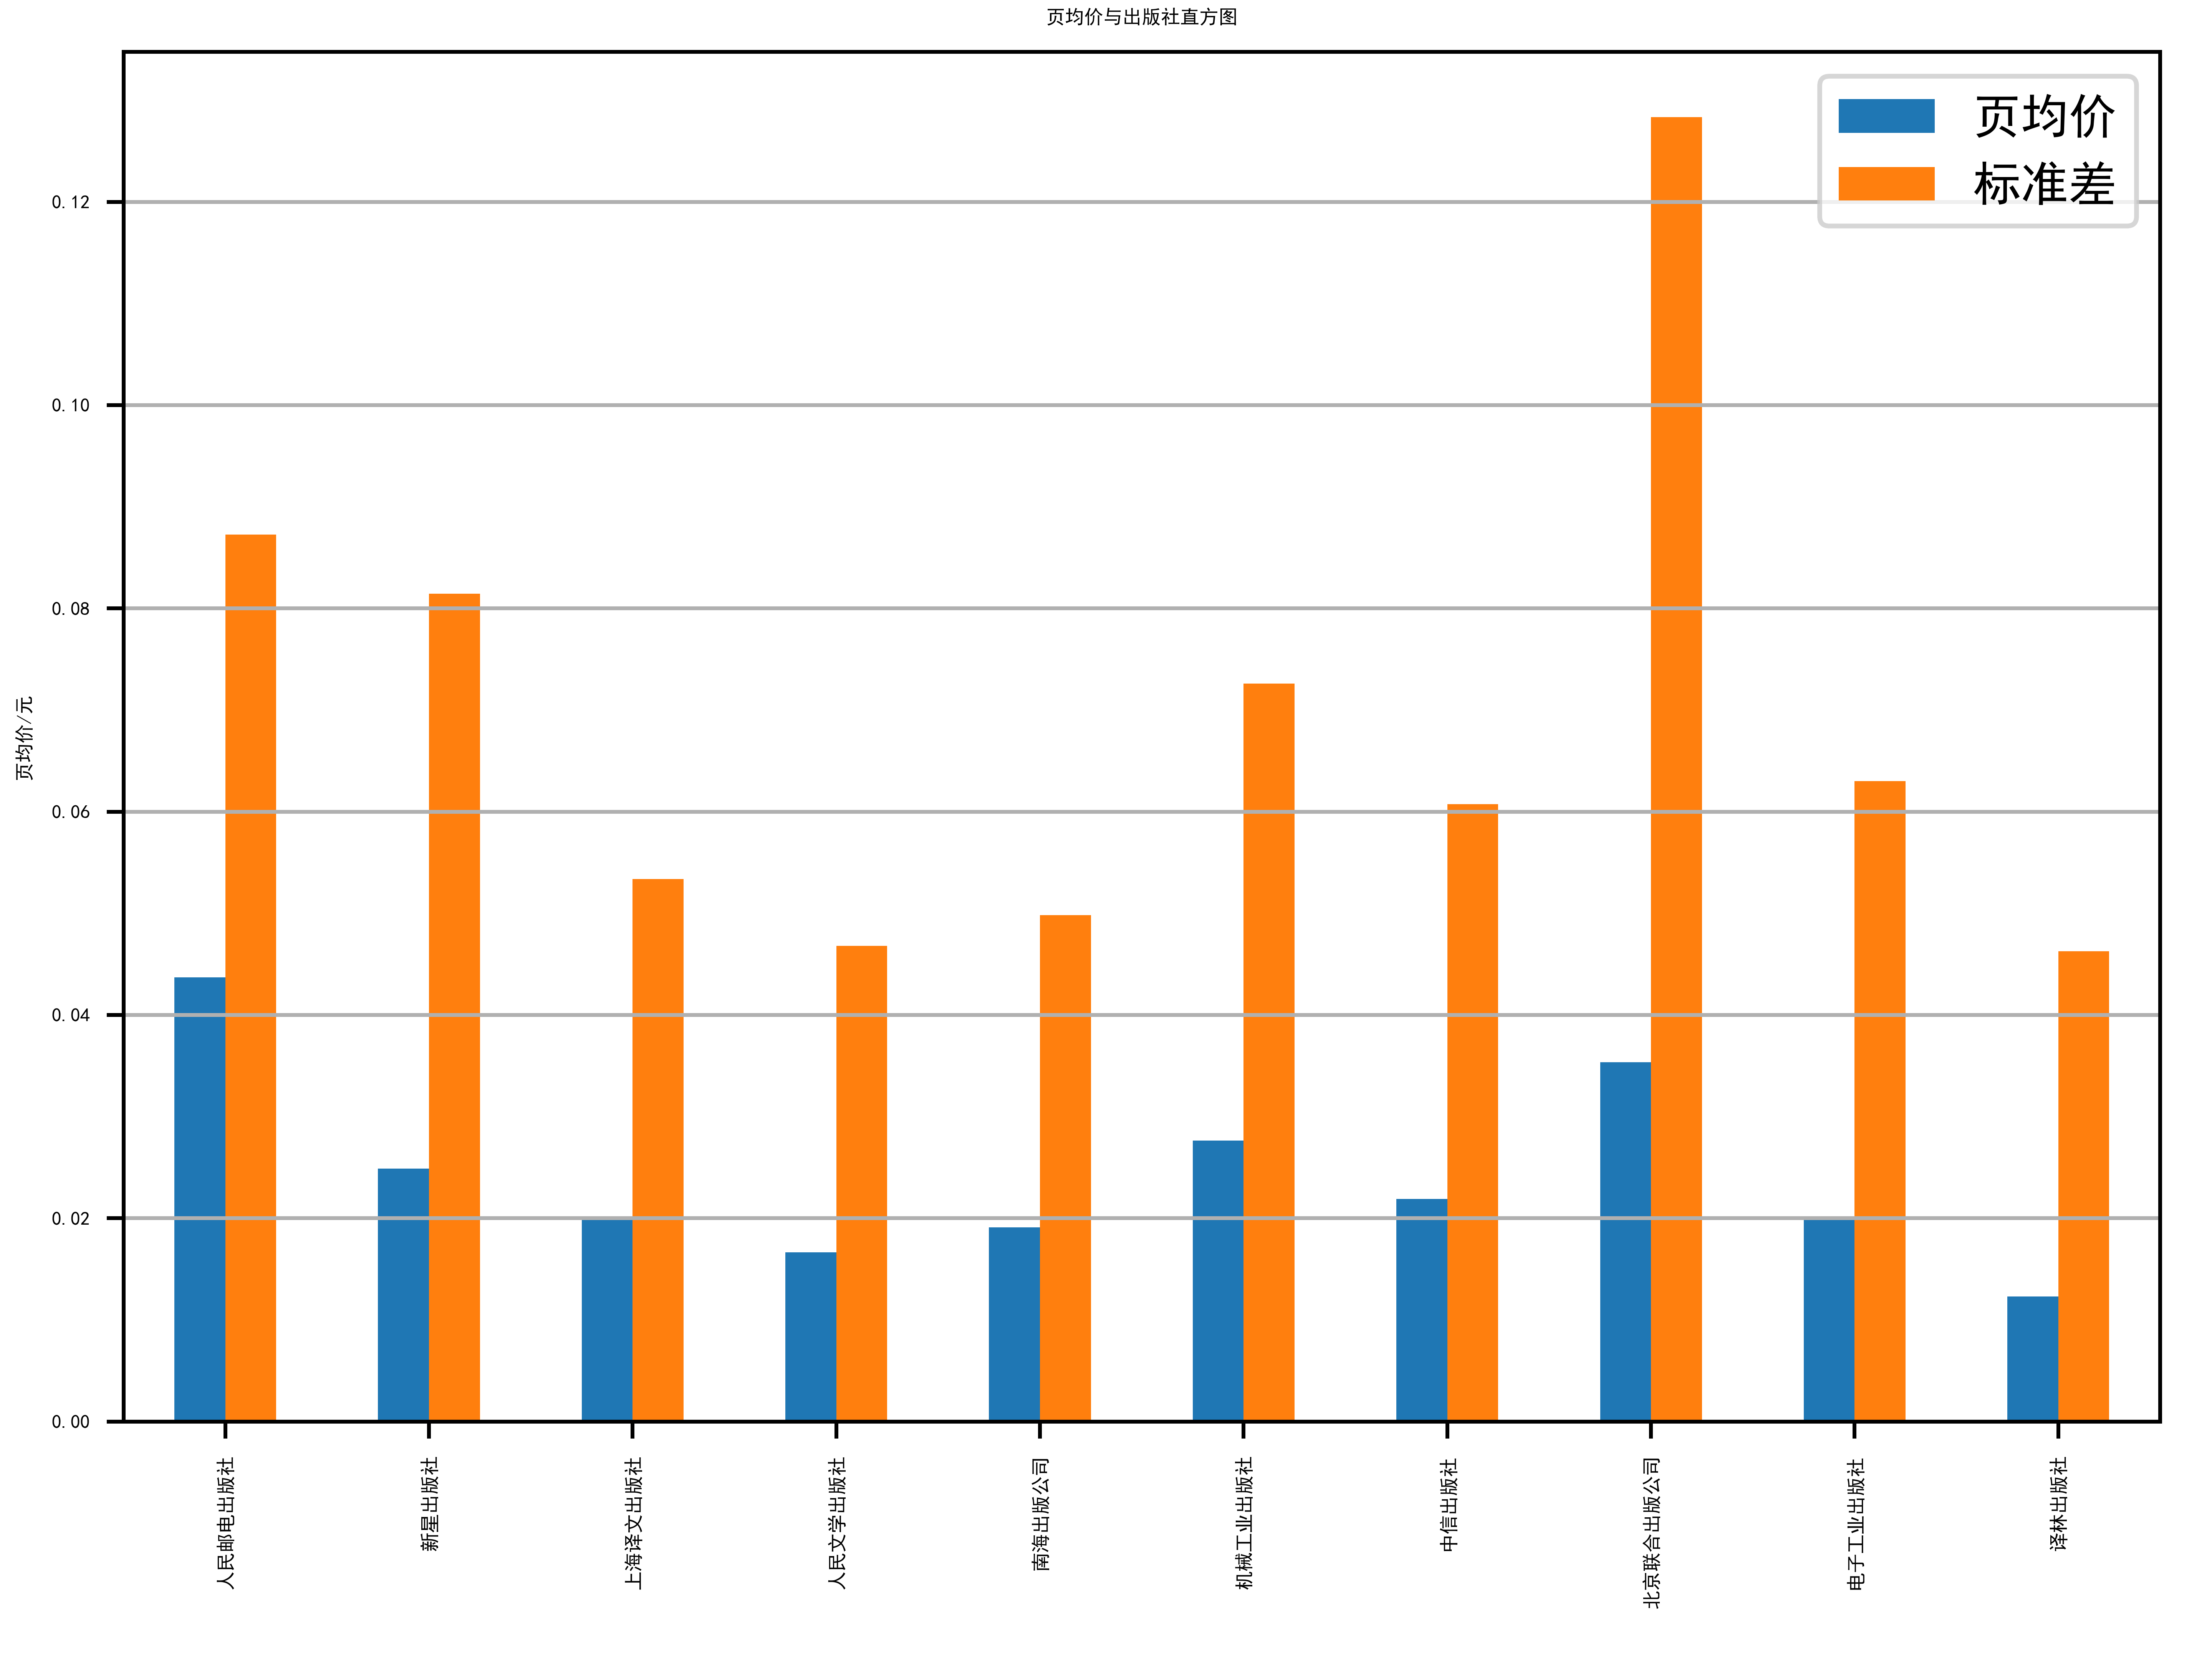 页均价与出版社直方图
页均价
标准差
0.12
0.10
0.08
0.06
0.04
0.02
0.00
页均价/元
人民邮电出版社
新星出版社
上海译文出版社
人民文学出版社
南海出版公司
机械工业出版社
中信出版社
北京联合出版公司
电子工业出版社
译林出版社